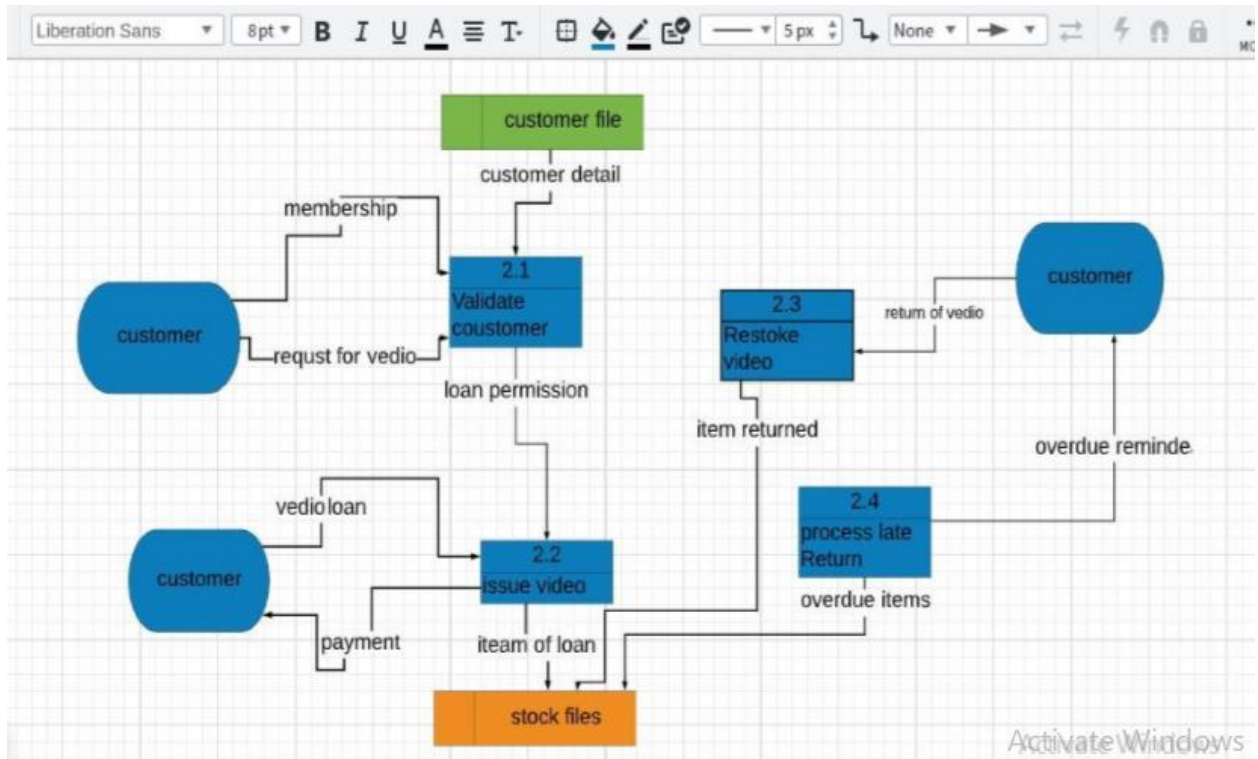 Liberation Sans 8pt B I U A T 5 px None
customer file
customer detail
membership
2.1
Validate
coustomer
customer
requst for vedio
loan permission
2.3
Restoke
video
return of vedio
customer
item returned
overdue reminde
vedio loan
2.4
process late
Return
2.2
issue video
customer
overdue items
payment
iteam of loan
stock files
Activate Windows